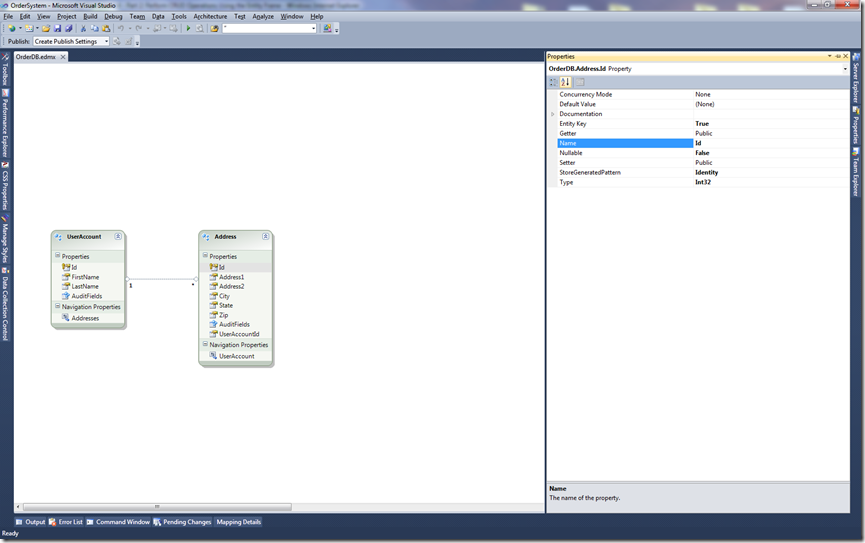 OrderSystem - Microsoft Visual Studio
File Edit View Project Build Debug Team Data Tools Architecture Test Analyze Window Help
Publish: Create Publish Settings
OrderDB.edmx
Toolbox
Performance Explorer
CSS Properties
Manage Styles
Data Collection Control
UserAccount
Properties
Id
FirstName
LastName
AuditFields
Navigation Properties
Addresses
1
*
Address
Properties
Id
Address1
Address2
City
State
Zip
AuditFields
UserAccountId
Navigation Properties
UserAccount
Properties
OrderDB.Address.Id Property
Concurrency Mode None
Default Value (None)
Documentation
Entity Key True
Getter Public
Name Id
Nullable False
Setter Public
StoreGeneratedPattern Identity
Type Int32
Name
The name of the property.
Server Explorer
Properties
Team Explorer
Output Error List Command Window Pending Changes Mapping Details
Ready